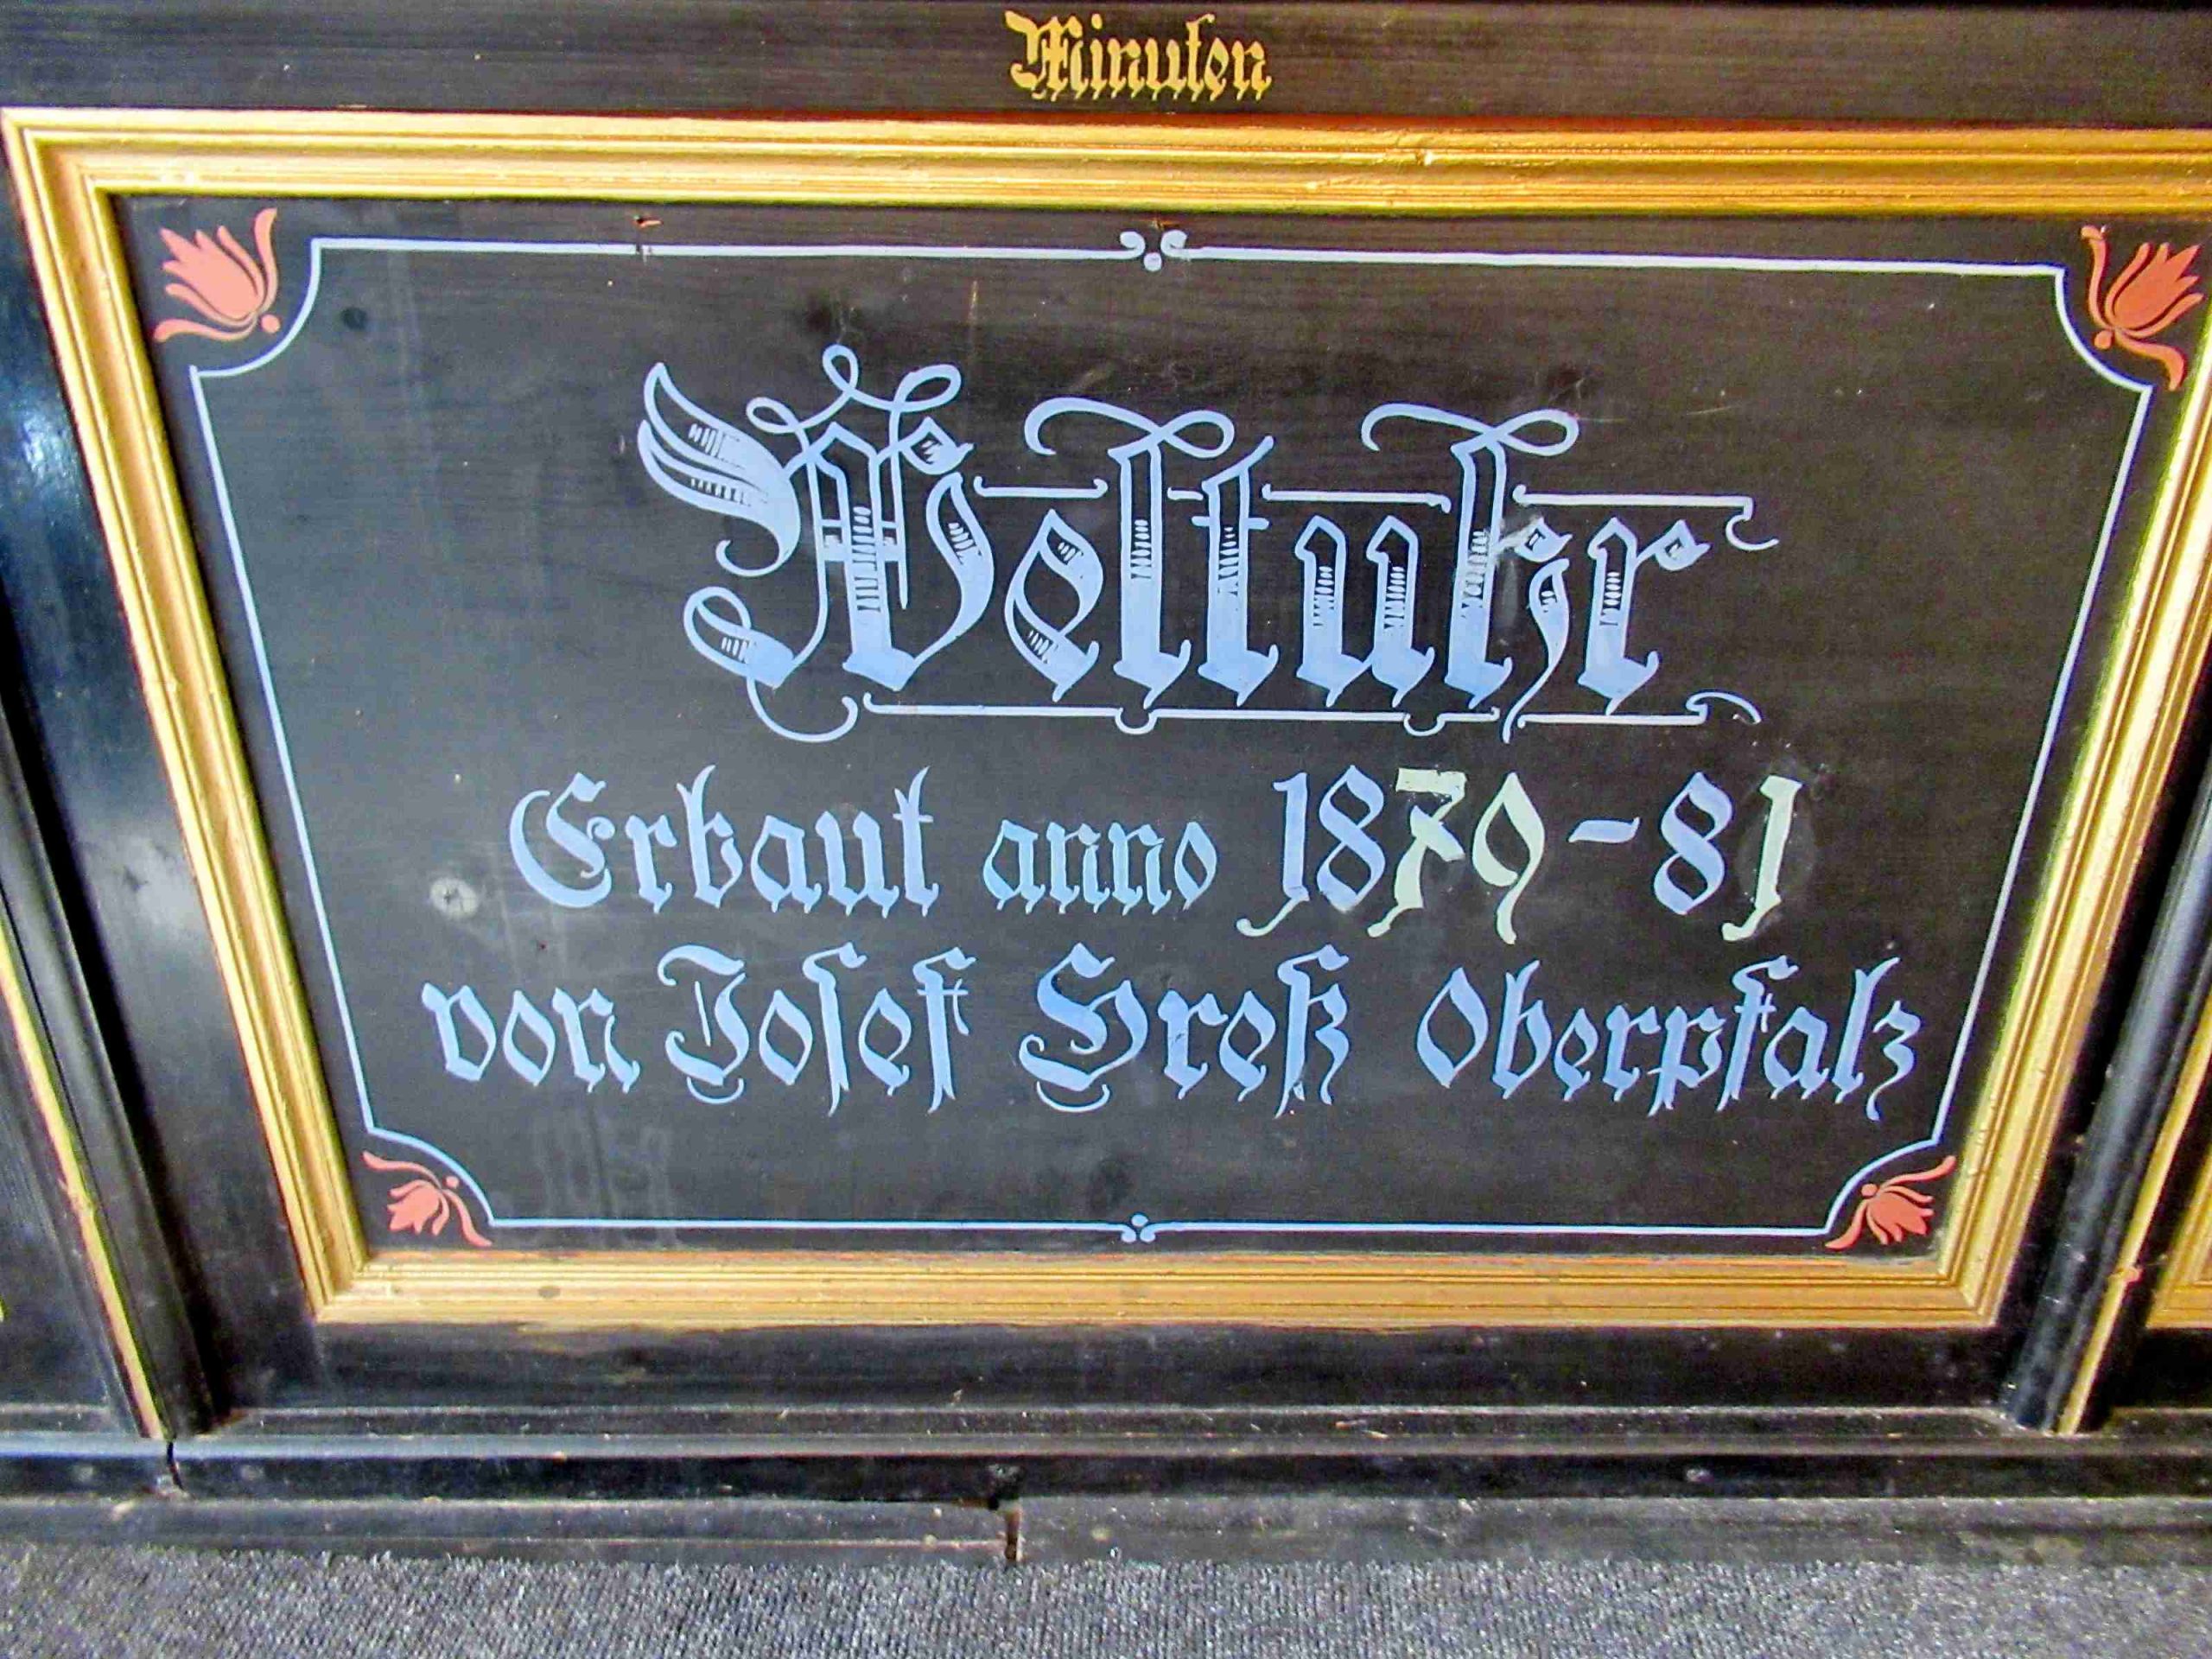 Minuten
Weltuhr
Erbaut anno 1879-81
von Josef Greß Oberpfalz